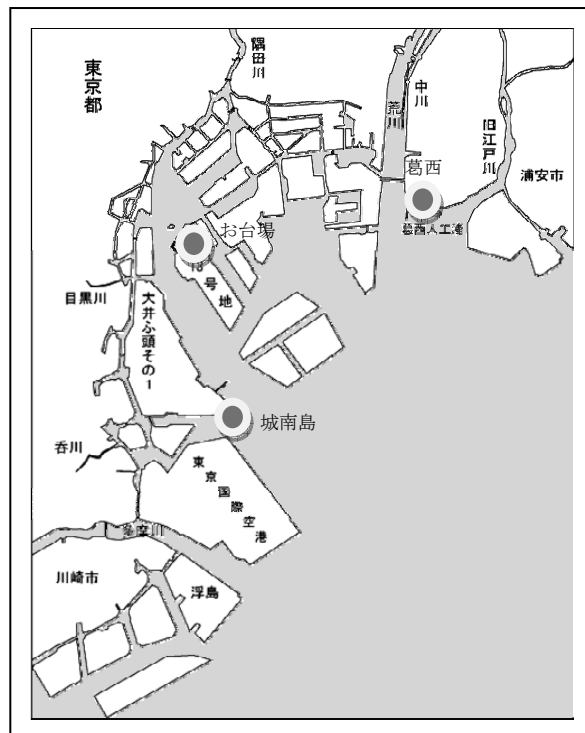 東京都
隅田川
荒川
中川
旧江戸川
浦安市
葛西
葛西人工渚
お台場
13号地
目黒川
大井ふ頭その1
城南島
呑川
東京国際空港
多摩川
川崎市
浮島